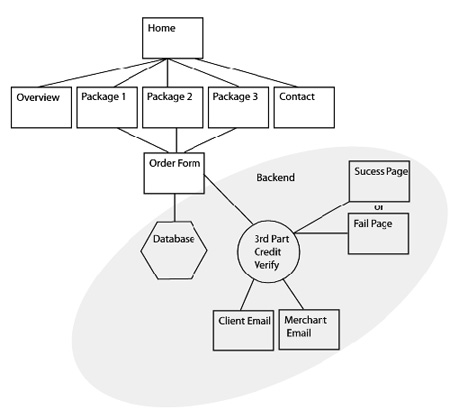 Home
Overview
Package 1
Package 2
Package 3
Contact
Order Form
Backend
Sucess Page
or
Fail Page
Database
3rd Part
Credit
Verify
Client Email
Merchart
Email